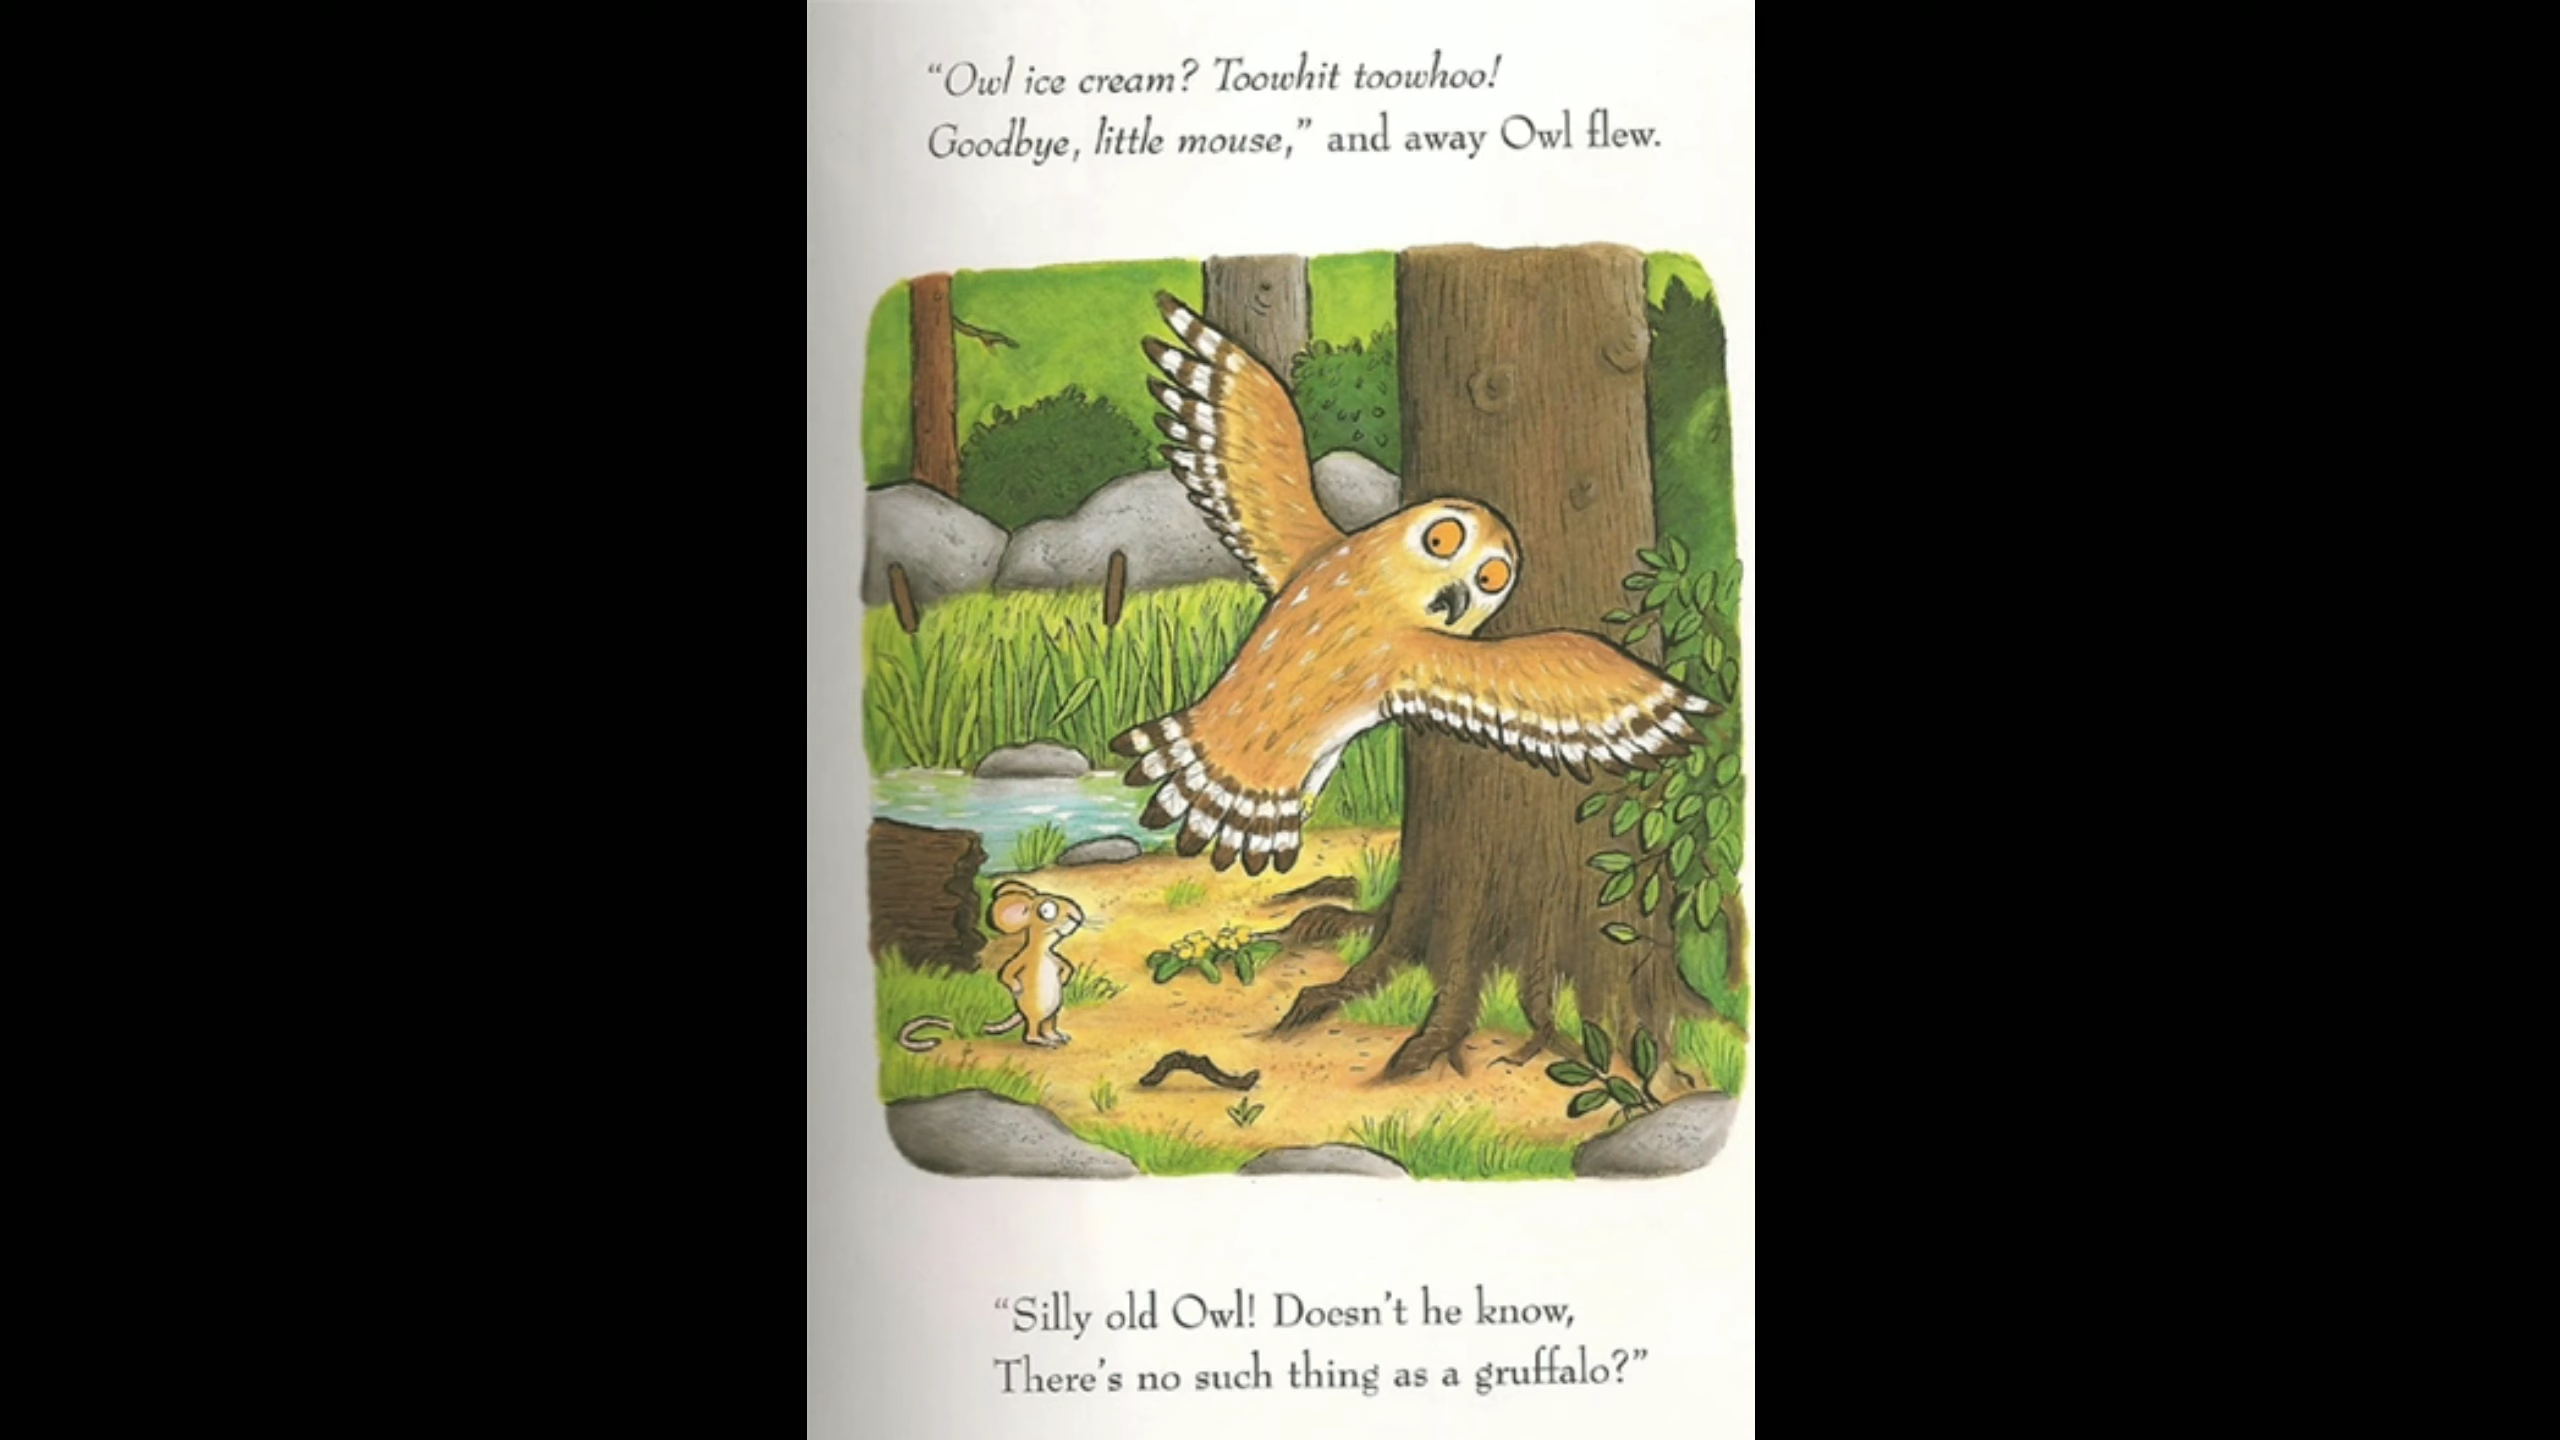 “Owl ice cream? Toowhit toowhoo!
Goodbye, little mouse,” and away Owl flew.
“Silly old Owl! Doesn’t he know,
There’s no such thing as a gruffalo?”